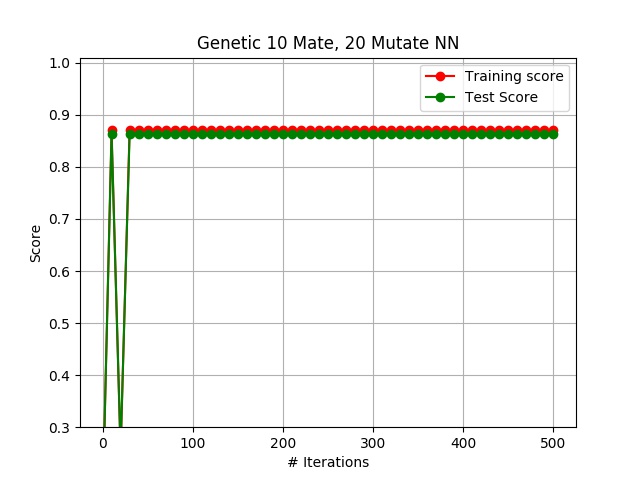 Genetic 10 Mate, 20 Mutate NN
Training score
Test Score
1.0
0.9
0.8
0.7
0.6
0.5
0.4
0.3
Score
0 100 200 300 400 500
# Iterations